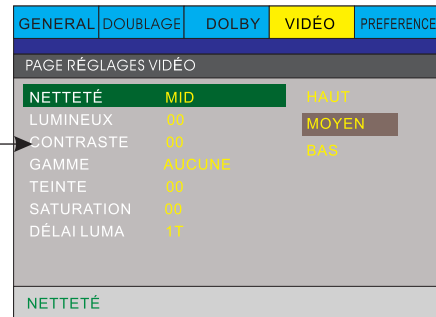 GENERAL DOUBLAGE DOLBY VIDÉO PREFERENCE
PAGE RÉGLAGES VIDÉO
NETTETÉ MID HAUT
LUMINEUX 00 MOYEN
CONTRASTE 00 BAS
GAMME AUCUNE
TEINTE 00
SATURATION 00
DÉLAI LUMA 1T
NETTETÉ